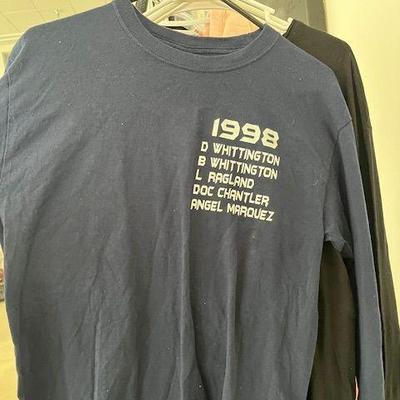 1998
D WHITTINGTON
B WHITTINGTON
L RAGLAND
DOC CHANTLER
ANGEL MARQUEZ